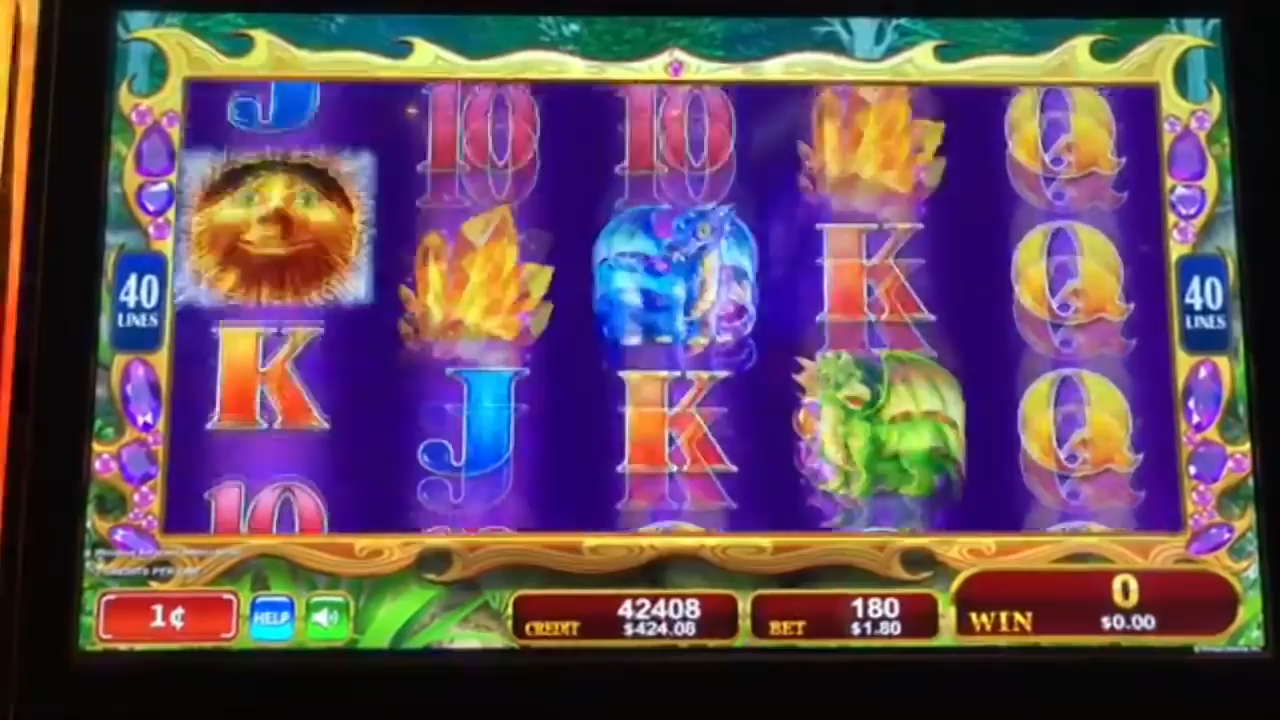 J 10 10 Q
K Q
40 LINES 40 LINES
K J K Q
10
1¢ HELP 42408 180 0
CREDIT $424.08 BET $1.80 WIN $0.00